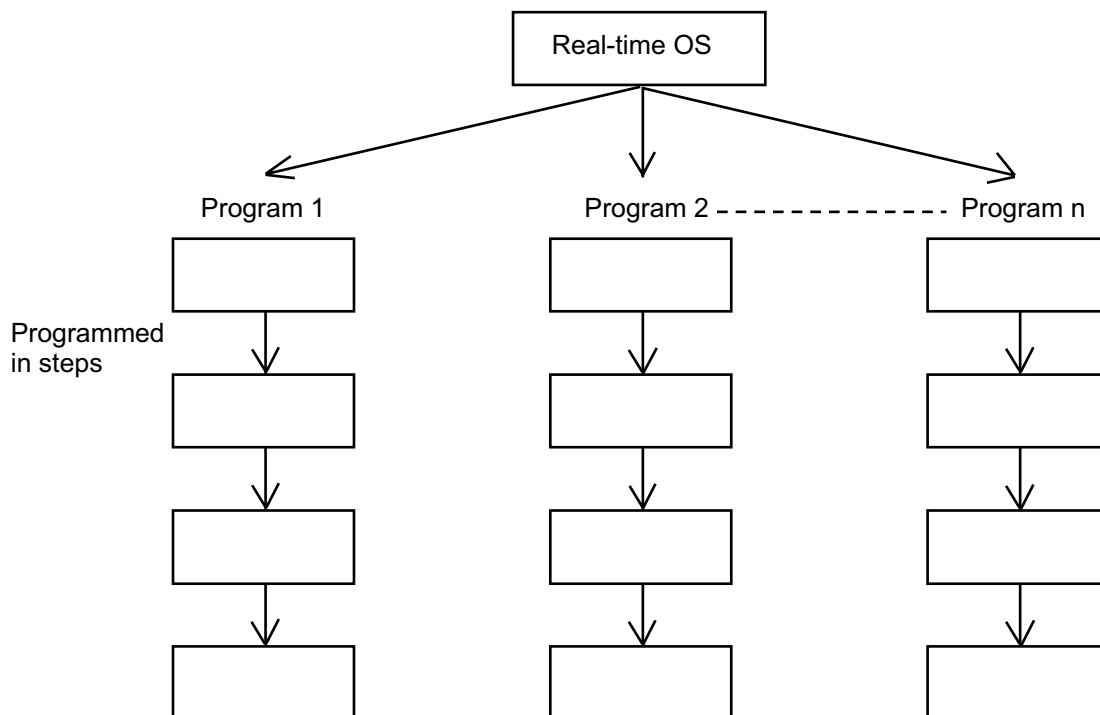 Real-time OS
Program 1
Program 2
Program n
Programmed
in steps